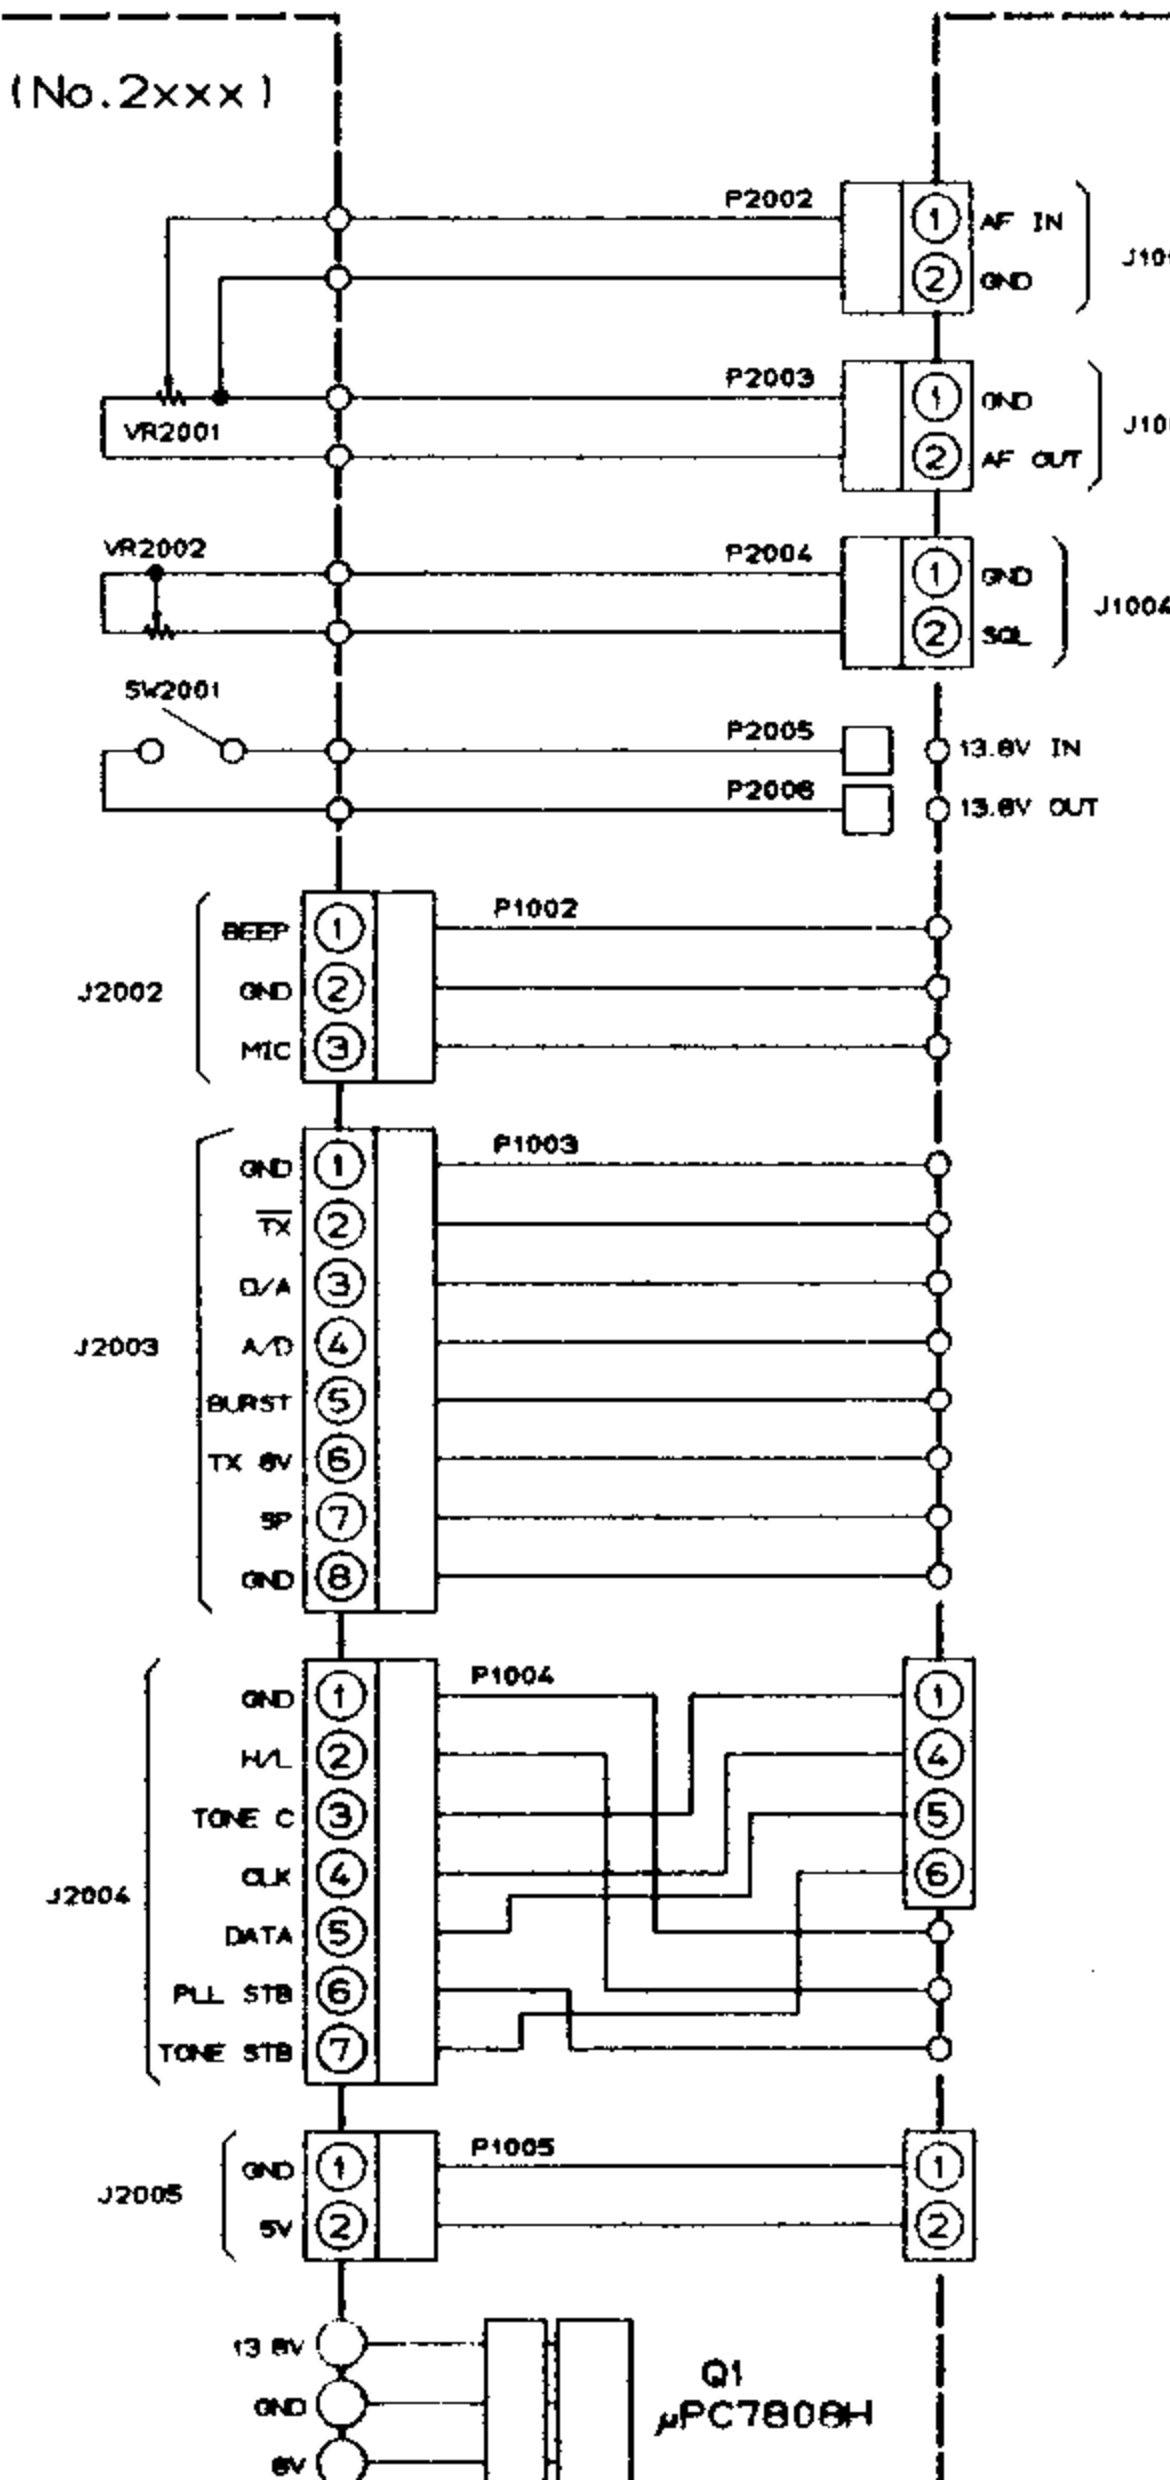 (No.2xxx)
P2002
1 AF IN
2 GND
P2003
1 GND
2 AF OUT
VR2001
VR2002
P2004
1 GND
2 SQL
J1004
SW2001
P2005
13.8V IN
P2006
13.8V OUT
J2002
P1002
BEEP 1
GND 2
MIC 3
J2003
P1003
GND 1
TX 2
D/A 3
A/D 4
BURST 5
TX 8V 6
SP 7
GND 8
J2004
P1004
GND 1
H/L 2
TONE C 3
CLK 4
DATA 5
PLL STB 6
TONE STB 7
1
4
5
6
J2005
P1005
GND 1
5V 2
1
2
13.8V
GND
8V
Q1
μPC7808H